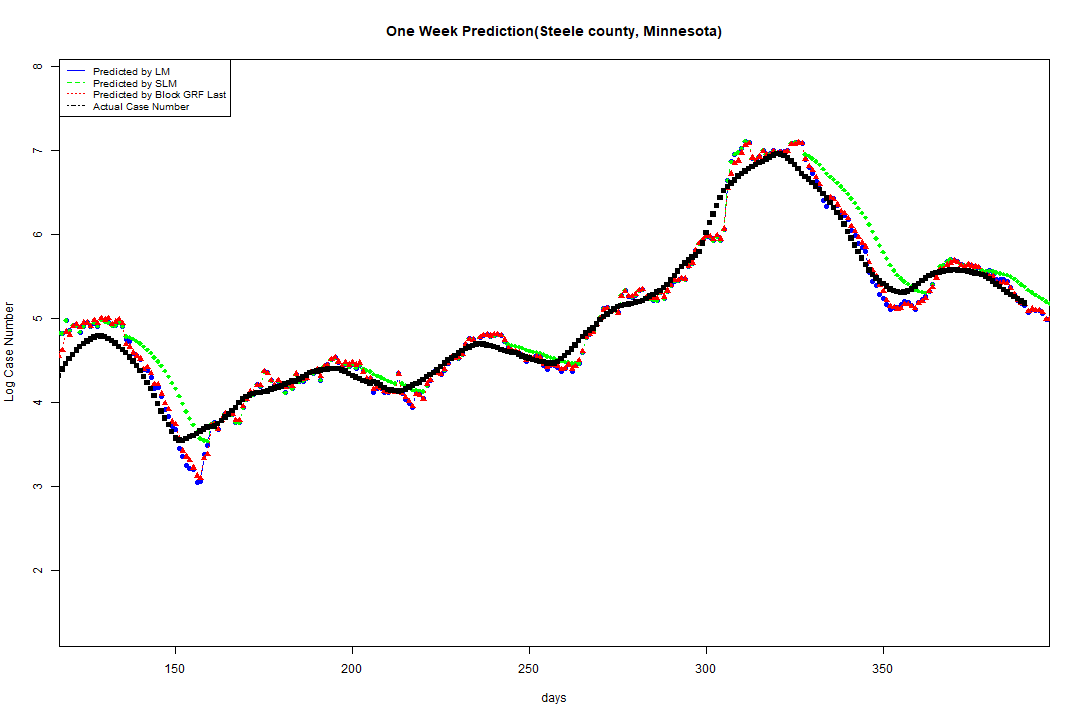 One Week Prediction(Steele county, Minnesota)
Predicted by LM
Predicted by SLM
Predicted by Block GRF Last
Actual Case Number
8
7
6
5
4
3
2
Log Case Number
150 200 250 300 350
days